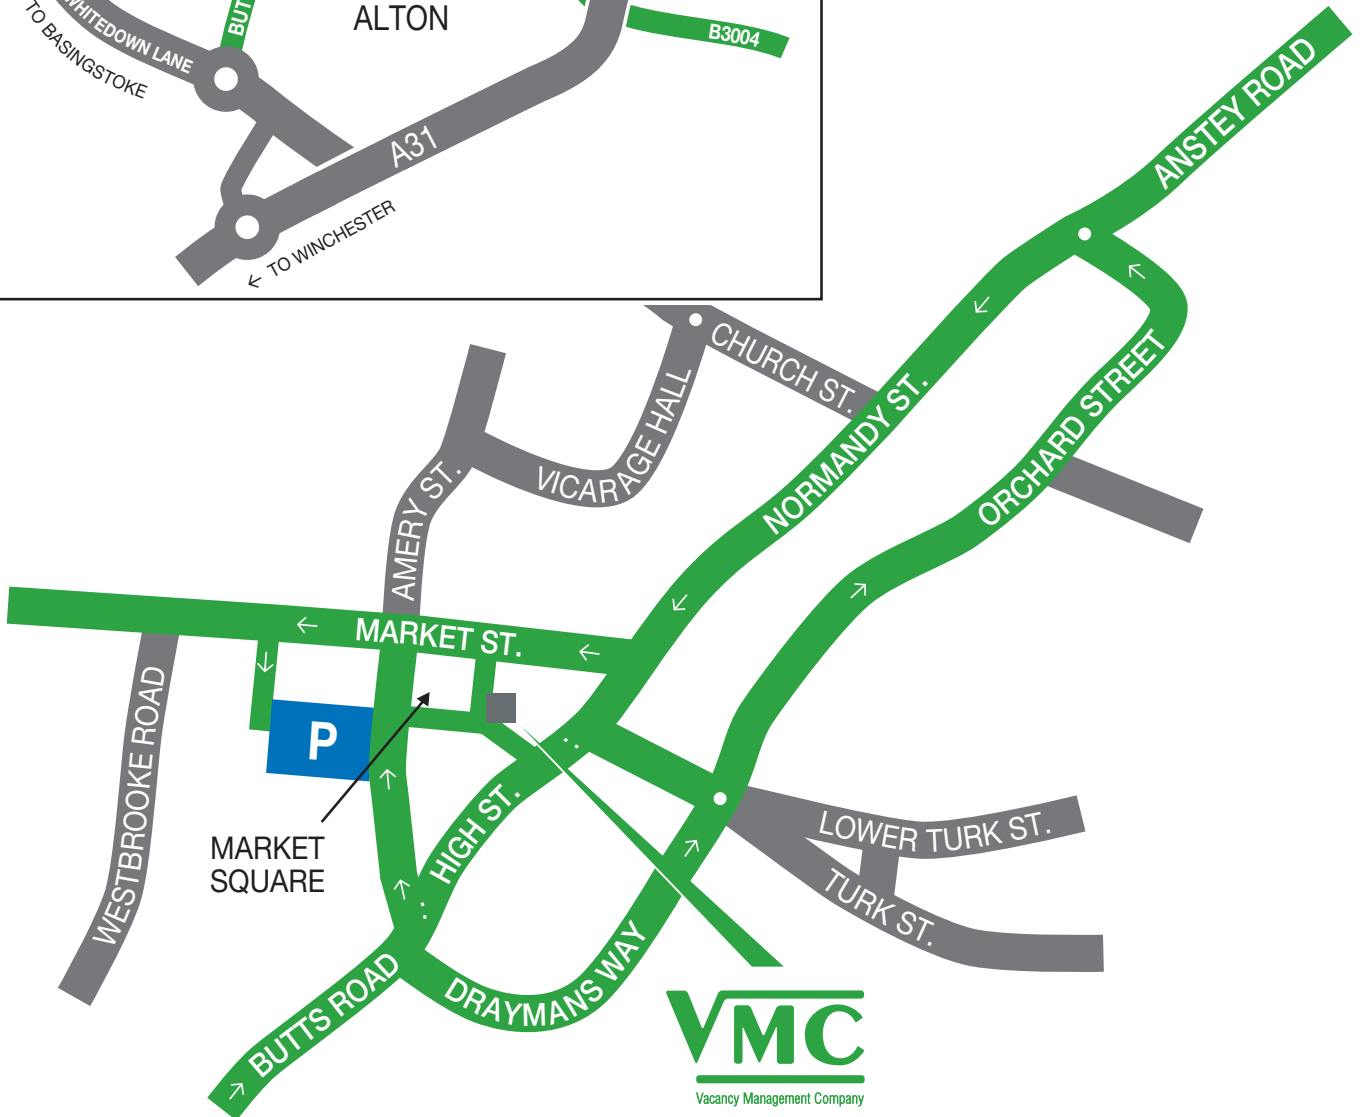 ALTON
BUT
B3004
WHITEDOWN LANE
TO BASINGSTOKE
A31
← TO WINCHESTER
ANSTEY ROAD
CHURCH ST.
VICARAGE HALL
NORMANDY ST.
ORCHARD STREET
AMERY ST.
MARKET ST.
WESTBROOKE ROAD
P
MARKET
SQUARE
HIGH ST.
LOWER TURK ST.
TURK ST.
DRAYMANS WAY
BUTTS ROAD
VMC
Vacancy Management Company